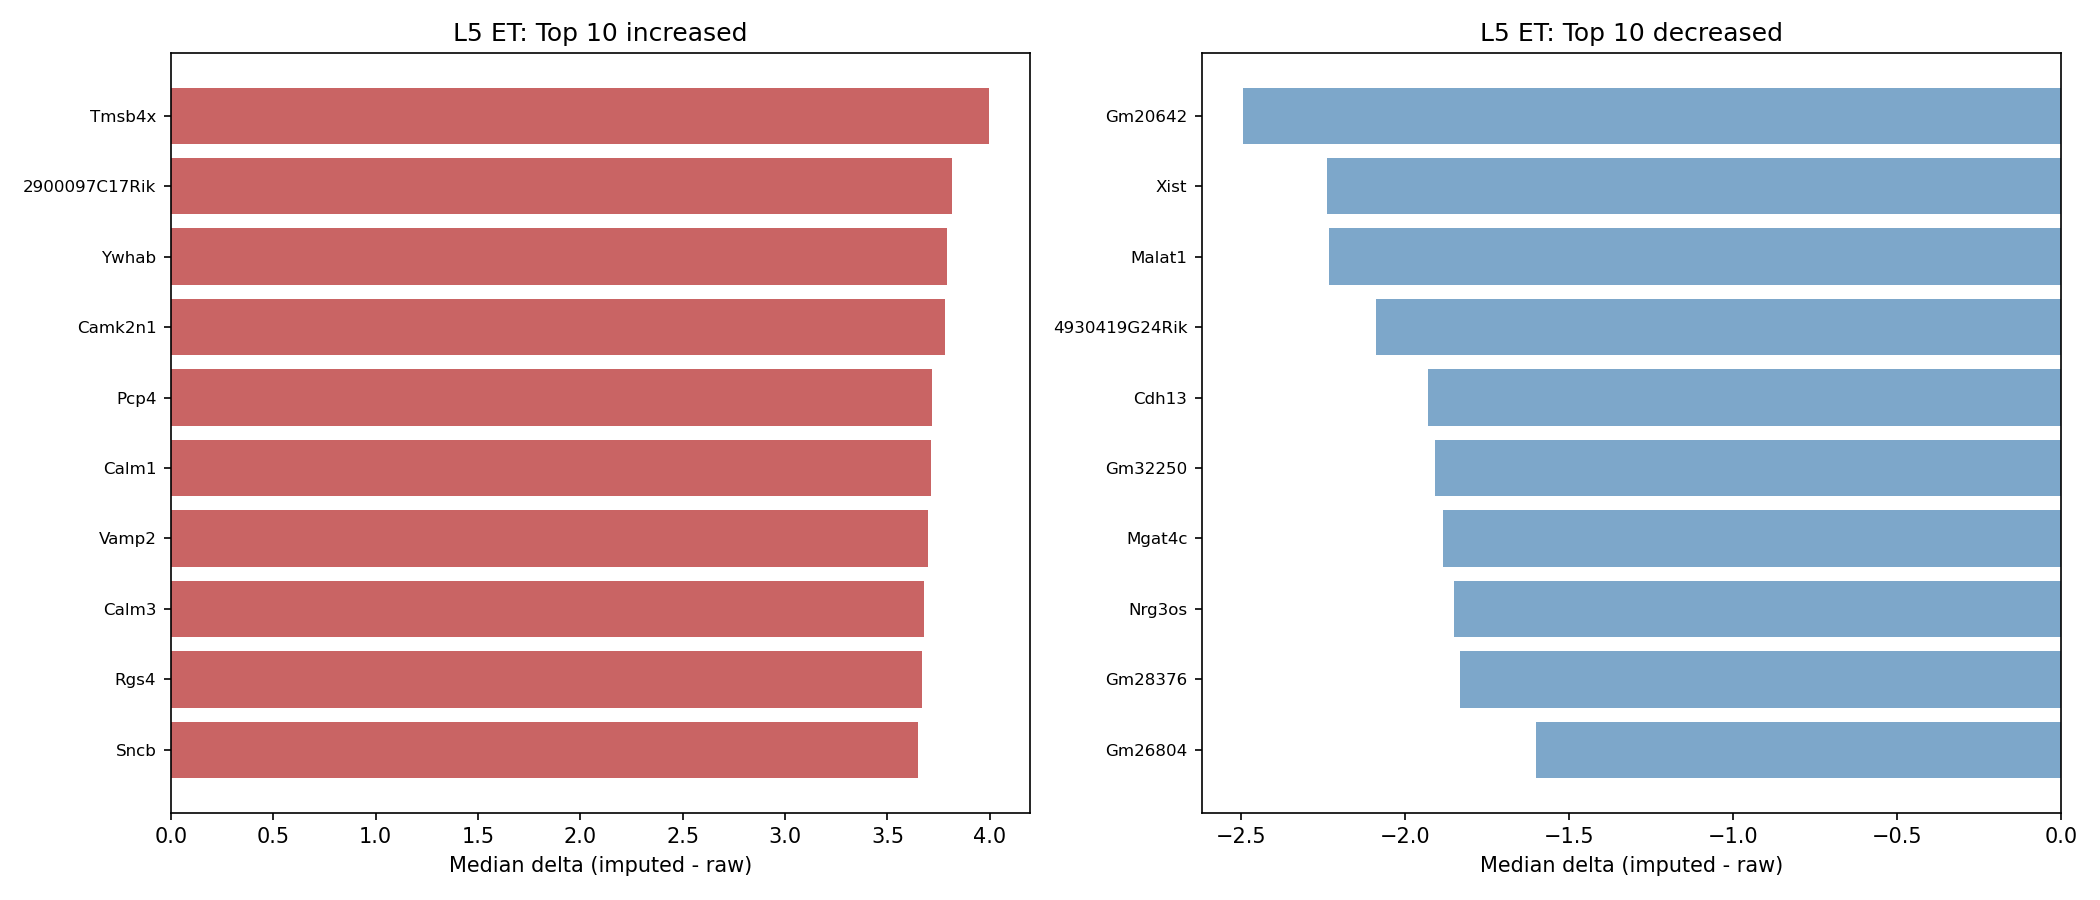 L5 ET: Top 10 increased
Tmsb4x
2900097C17Rik
Ywhab
Camk2n1
Pcp4
Calm1
Vamp2
Calm3
Rgs4
Sncb
0.0 0.5 1.0 1.5 2.0 2.5 3.0 3.5 4.0
Median delta (imputed - raw)
L5 ET: Top 10 decreased
Gm20642
Xist
Malat1
4930419G24Rik
Cdh13
Gm32250
Mgat4c
Nrg3os
Gm28376
Gm26804
−2.5 −2.0 −1.5 −1.0 −0.5 0.0
Median delta (imputed - raw)